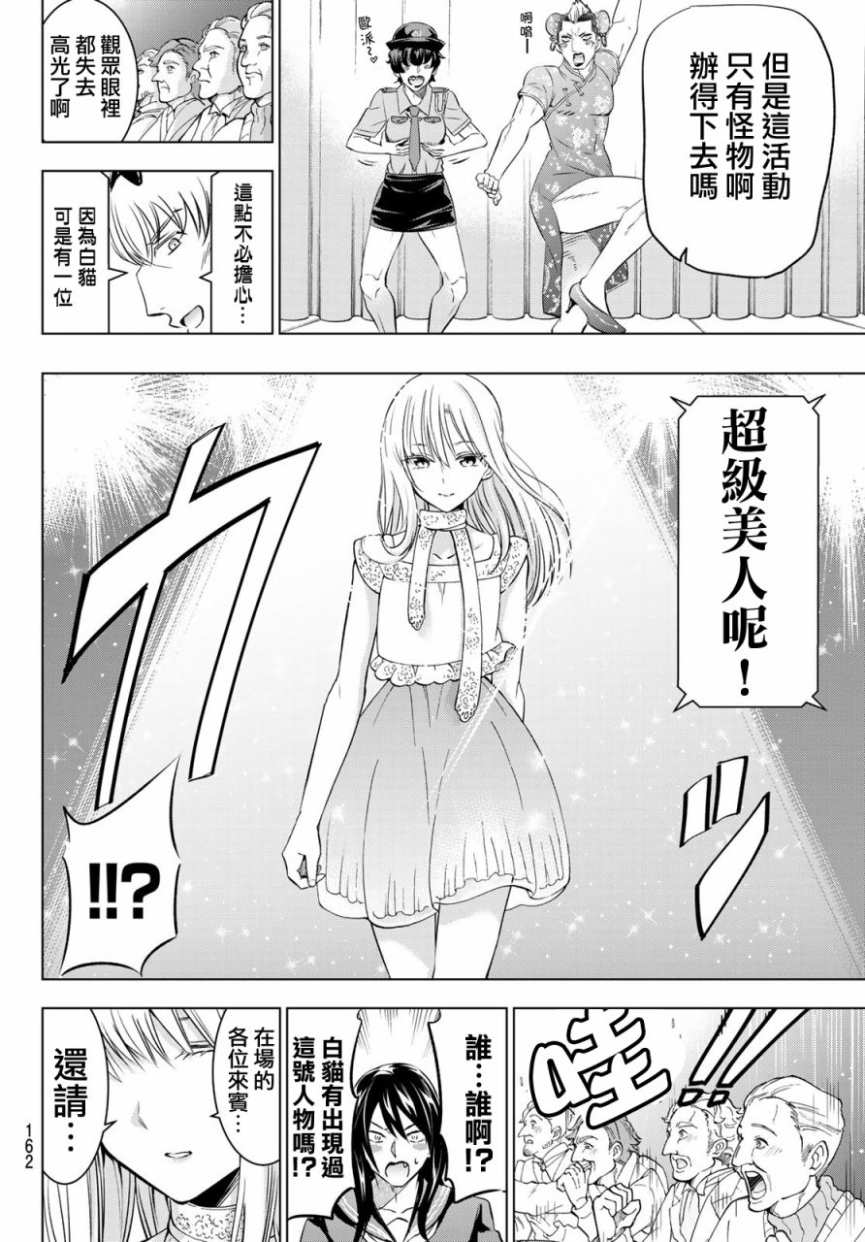 但是這活動
只有怪物啊
辦得下去嗎
啊唷—
歐派～♡
觀眾眼裡
都失去
高光了啊
這點不必擔心…
因為白貓
可是有一位
超級美人呢！
!!?
哇
!!
誰…誰啊!?
白貓有出現過
這號人物嗎!?
在場的
各位來賓…
還請…
162